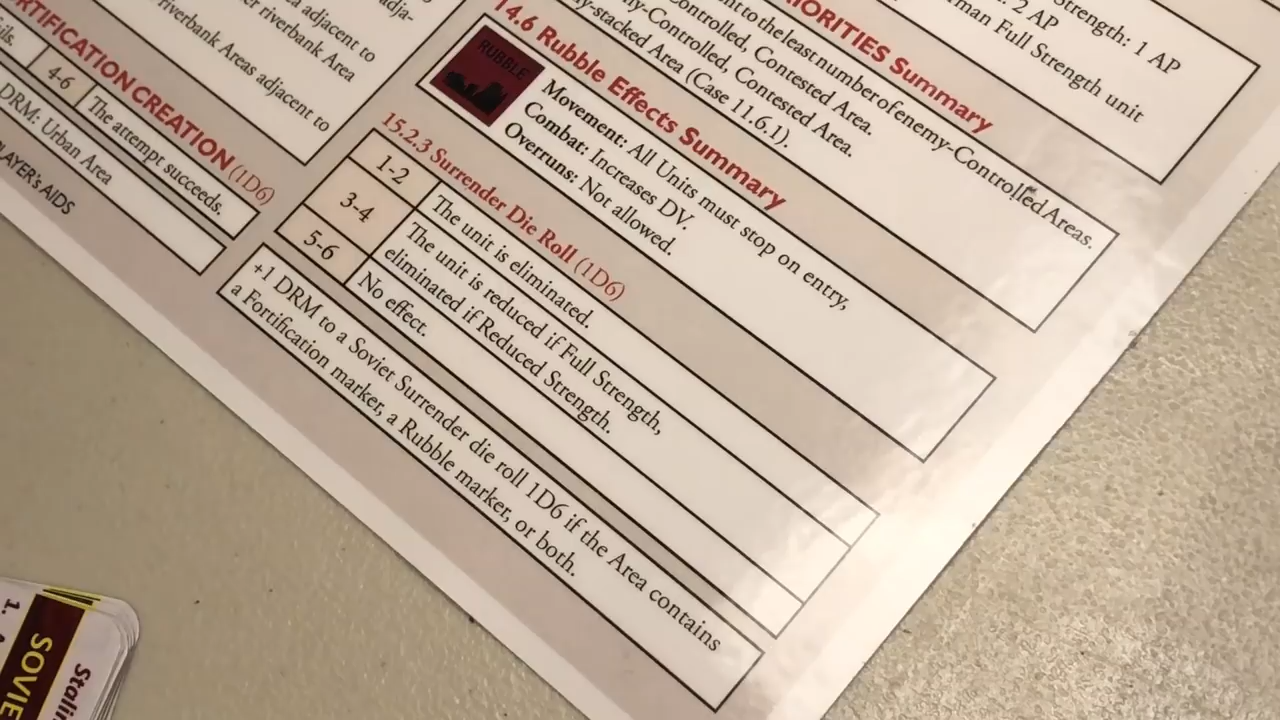 a adjacent to
adja-
er riverbank Area
riverbank Areas adjacent to
RTIFICATION CREATION (1D6)
4-6
The attempt succeeds.
DRM: Urban Area
PLAYER's AIDS
Strength: 1 AP
2 AP
man Full Strength unit
ORITIES Summary
nt to the least number of enemy-Controlled Areas.
Controlled, Contested Area.
y-Controlled, Contested Area.
y-stacked Area (Case 11.6.1).
14.6 Rubble Effects Summary
RUBBLE
Movement: All Units must stop on entry,
Combat: Increases DV.
Overruns: Not allowed.
15.2.3 Surrender Die Roll (1D6)
1-2
The unit is eliminated.
3-4
The unit is reduced if Full Strength,
eliminated if Reduced Strength.
5-6
No effect.
+1 DRM to a Soviet Surrender die roll 1D6 if the Area contains
a Fortification marker, a Rubble marker, or both.
SOVIE
Stalin
1.